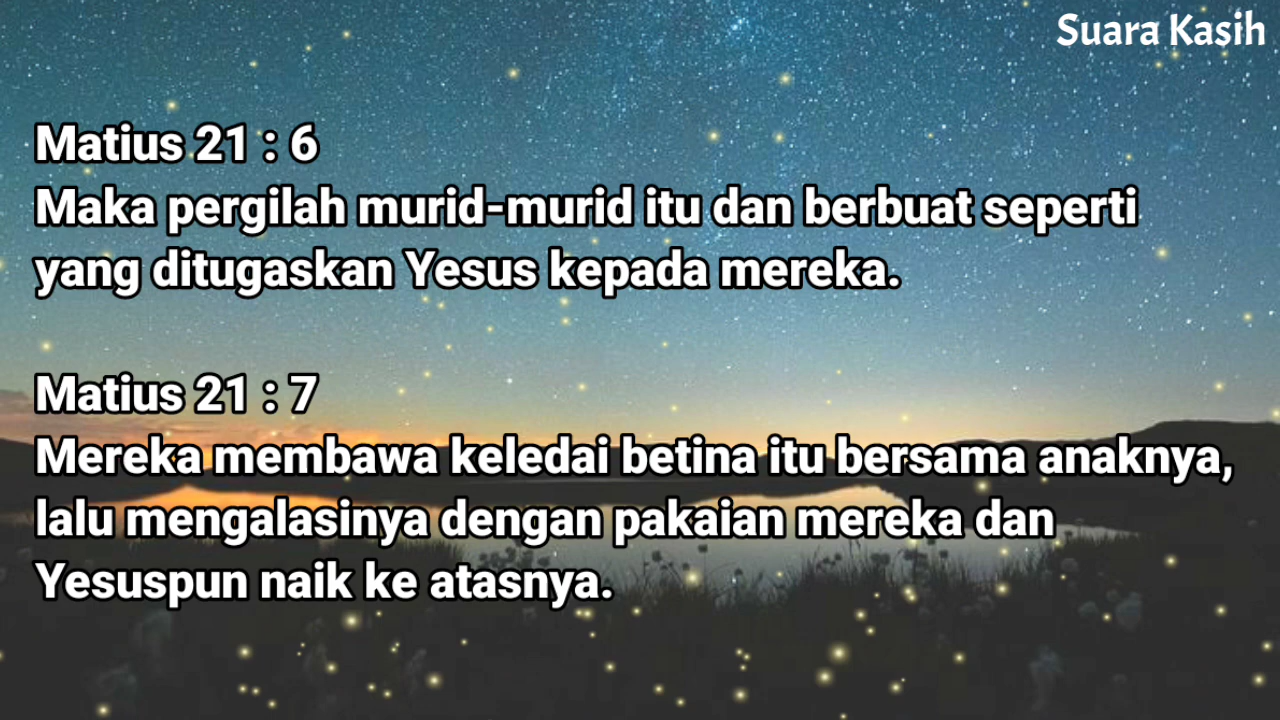 Suara Kasih
Matius 21 : 6
Maka pergilah murid-murid itu dan berbuat seperti
yang ditugaskan Yesus kepada mereka.
Matius 21 : 7
Mereka membawa keledai betina itu bersama anaknya,
lalu mengalasinya dengan pakaian mereka dan
Yesuspun naik ke atasnya.